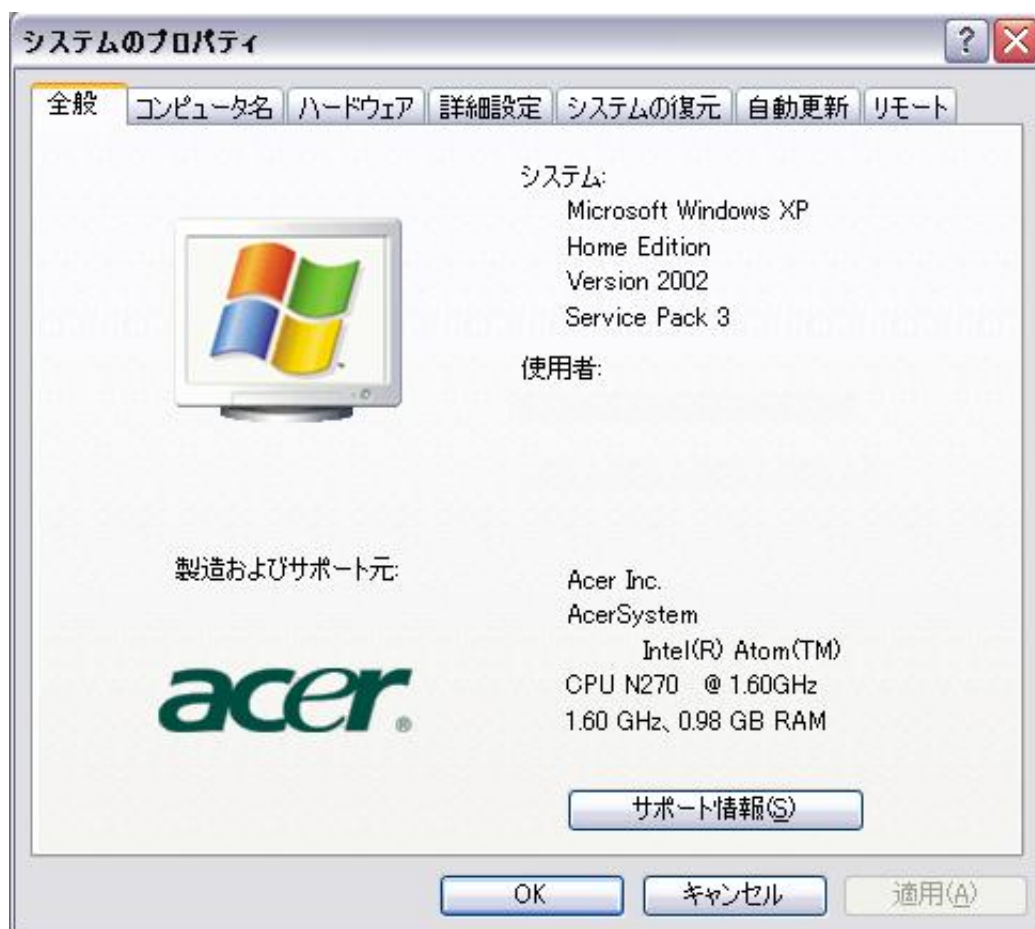 システムのプロパティ
全般 コンピュータ名 ハードウェア 詳細設定 システムの復元 自動更新 リモート
システム:
Microsoft Windows XP
Home Edition
Version 2002
Service Pack 3
使用者:
製造およびサポート元:
Acer Inc.
AcerSystem
Intel(R) Atom(TM)
CPU N270 @ 1.60GHz
1.60 GHz、0.98 GB RAM
acer®
サポート情報(S)
OK キャンセル 適用(A)